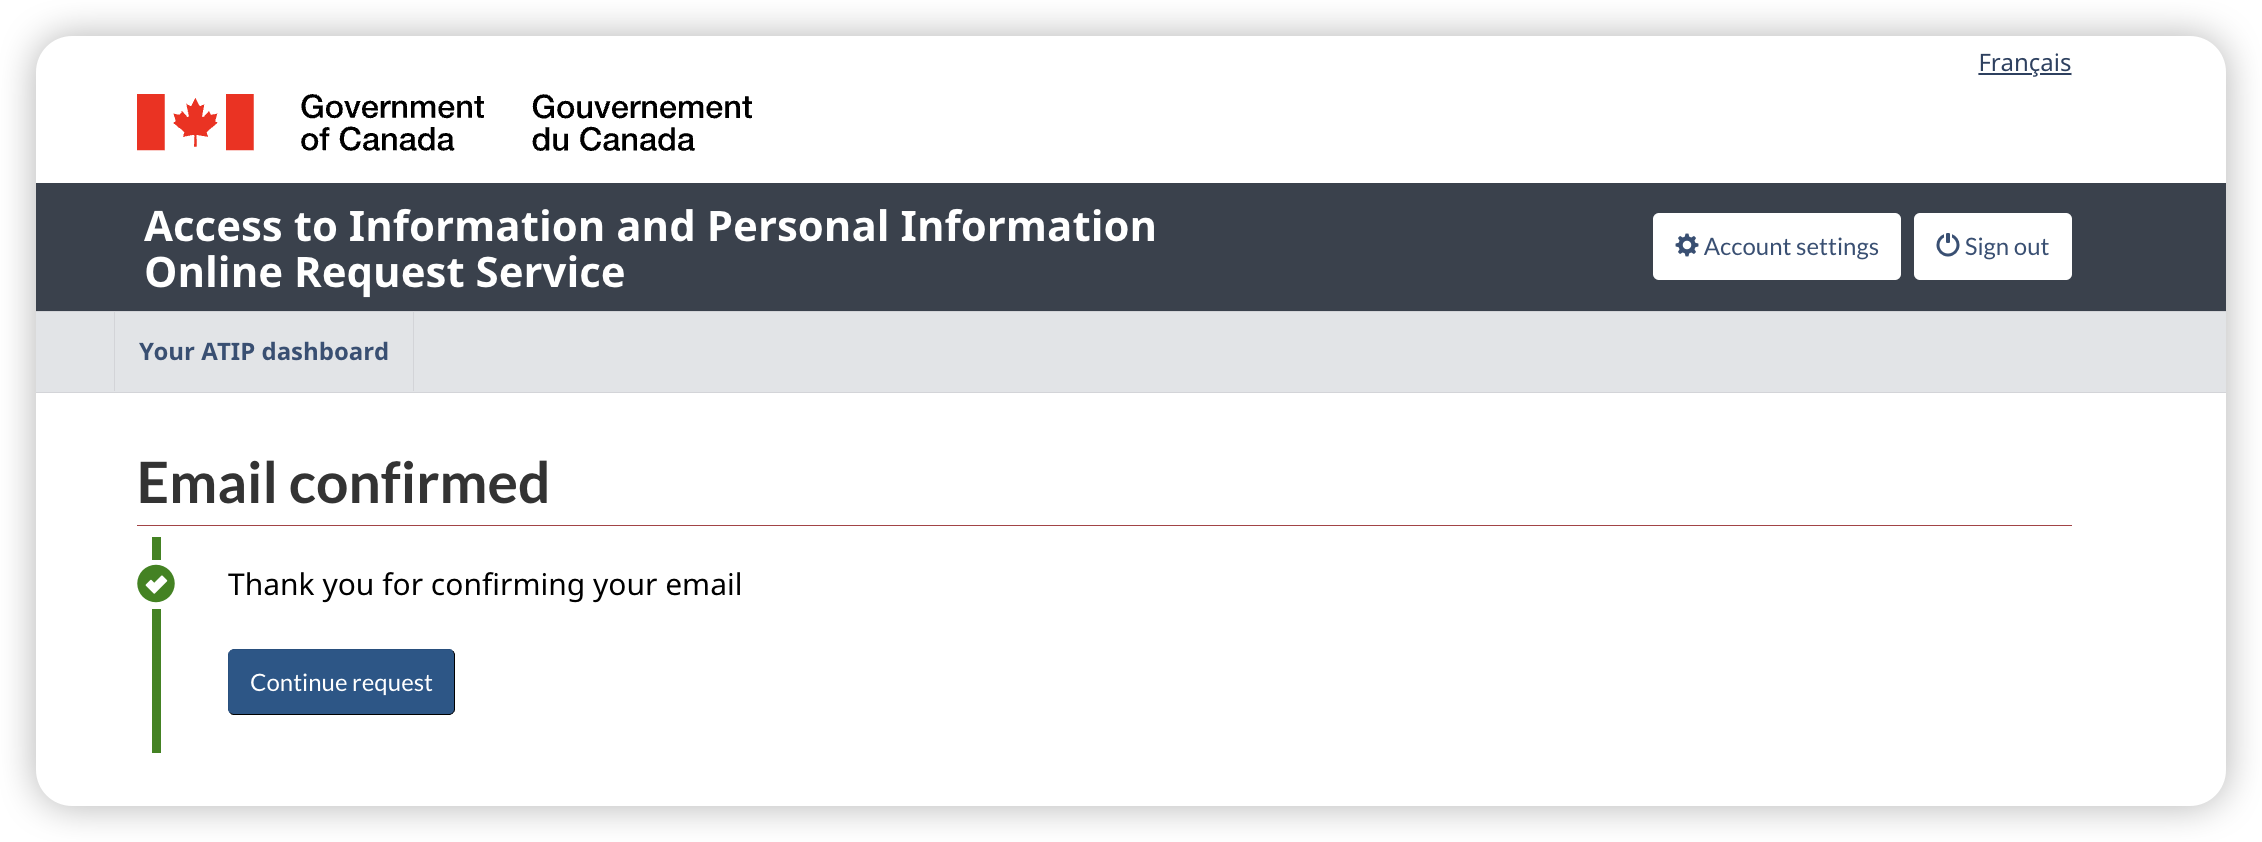 Français
Government
of Canada
Gouvernement
du Canada
Access to Information and Personal Information
Online Request Service
Account settings
Sign out
Your ATIP dashboard
Email confirmed
Thank you for confirming your email
Continue request